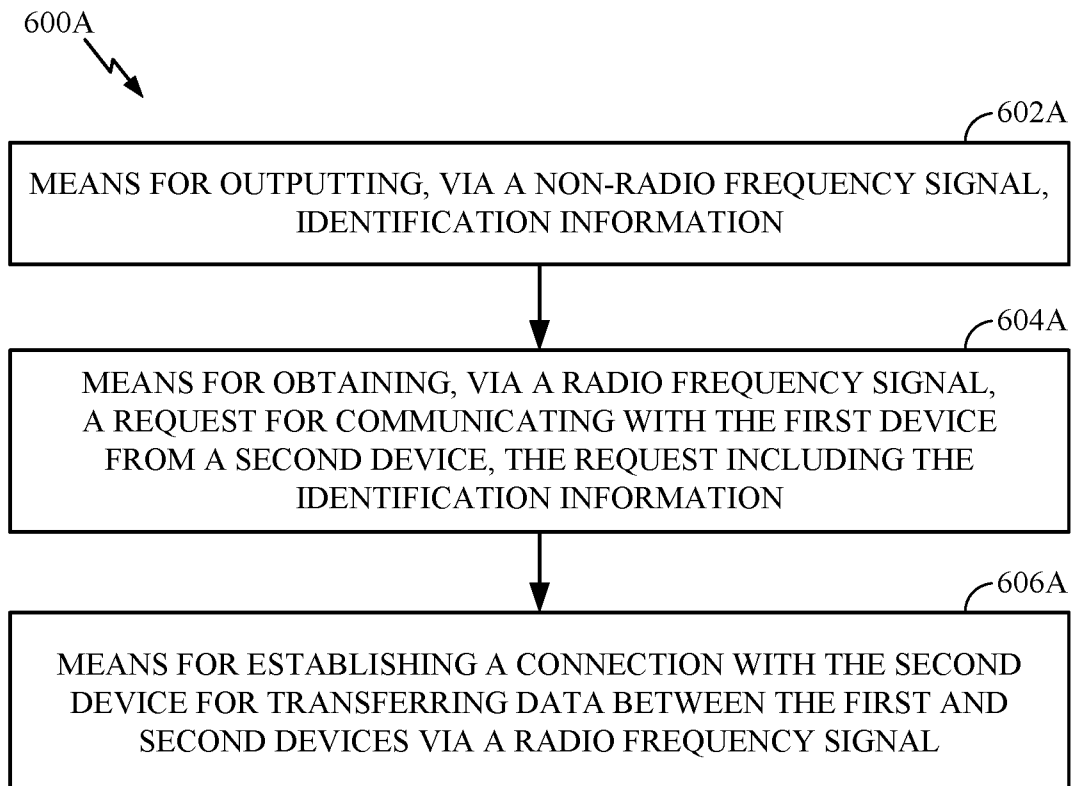 600A
602A
MEANS FOR OUTPUTTING, VIA A NON-RADIO FREQUENCY SIGNAL,
IDENTIFICATION INFORMATION
604A
MEANS FOR OBTAINING, VIA A RADIO FREQUENCY SIGNAL,
A REQUEST FOR COMMUNICATING WITH THE FIRST DEVICE
FROM A SECOND DEVICE, THE REQUEST INCLUDING THE
IDENTIFICATION INFORMATION
606A
MEANS FOR ESTABLISHING A CONNECTION WITH THE SECOND
DEVICE FOR TRANSFERRING DATA BETWEEN THE FIRST AND
SECOND DEVICES VIA A RADIO FREQUENCY SIGNAL